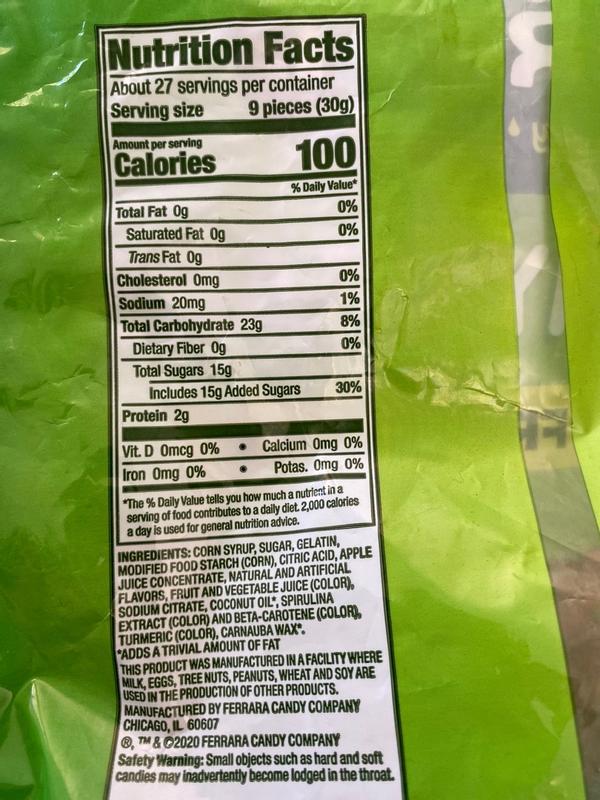 Nutrition Facts
About 27 servings per container
Serving size 9 pieces (30g)
Amount per serving
Calories 100
% Daily Value*
Total Fat 0g 0%
Saturated Fat 0g 0%
Trans Fat 0g
Cholesterol 0mg 0%
Sodium 20mg 1%
Total Carbohydrate 23g 8%
Dietary Fiber 0g 0%
Total Sugars 15g
Includes 15g Added Sugars 30%
Protein 2g
Vit. D 0mcg 0% • Calcium 0mg 0%
Iron 0mg 0% • Potas. 0mg 0%
*The % Daily Value tells you how much a nutrient in a
serving of food contributes to a daily diet. 2,000 calories
a day is used for general nutrition advice.
INGREDIENTS: CORN SYRUP, SUGAR, GELATIN,
MODIFIED FOOD STARCH (CORN), CITRIC ACID, APPLE
JUICE CONCENTRATE, NATURAL AND ARTIFICIAL
FLAVORS, FRUIT AND VEGETABLE JUICE (COLOR),
SODIUM CITRATE, COCONUT OIL*, SPIRULINA
EXTRACT (COLOR) AND BETA-CAROTENE (COLOR),
TURMERIC (COLOR), CARNAUBA WAX*.
*ADDS A TRIVIAL AMOUNT OF FAT
THIS PRODUCT WAS MANUFACTURED IN A FACILITY WHERE
MILK, EGGS, TREE NUTS, PEANUTS, WHEAT AND SOY ARE
USED IN THE PRODUCTION OF OTHER PRODUCTS.
MANUFACTURED BY FERRARA CANDY COMPANY
CHICAGO, IL 60607
®, ™ & ©2020 FERRARA CANDY COMPANY
Safety Warning: Small objects such as hard and soft
candies may inadvertently become lodged in the throat.